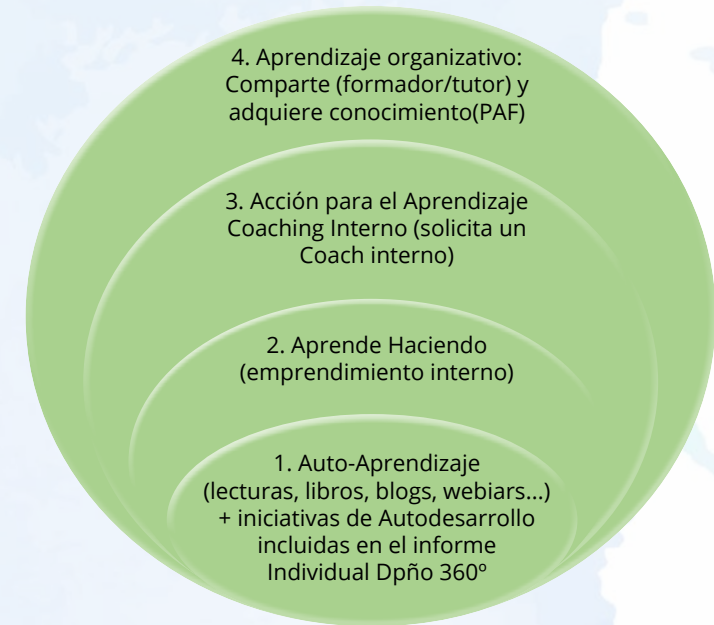 4. Aprendizaje organizativo:
Comparte (formador/tutor) y
adquiere conocimiento(PAF)
3. Acción para el Aprendizaje
Coaching Interno (solicita un
Coach interno)
2. Aprende Haciendo
(emprendimiento interno)
1. Auto-Aprendizaje
(lecturas, libros, blogs, webiars...)
+ iniciativas de Autodesarrollo
incluidas en el informe
Individual Dpño 360º